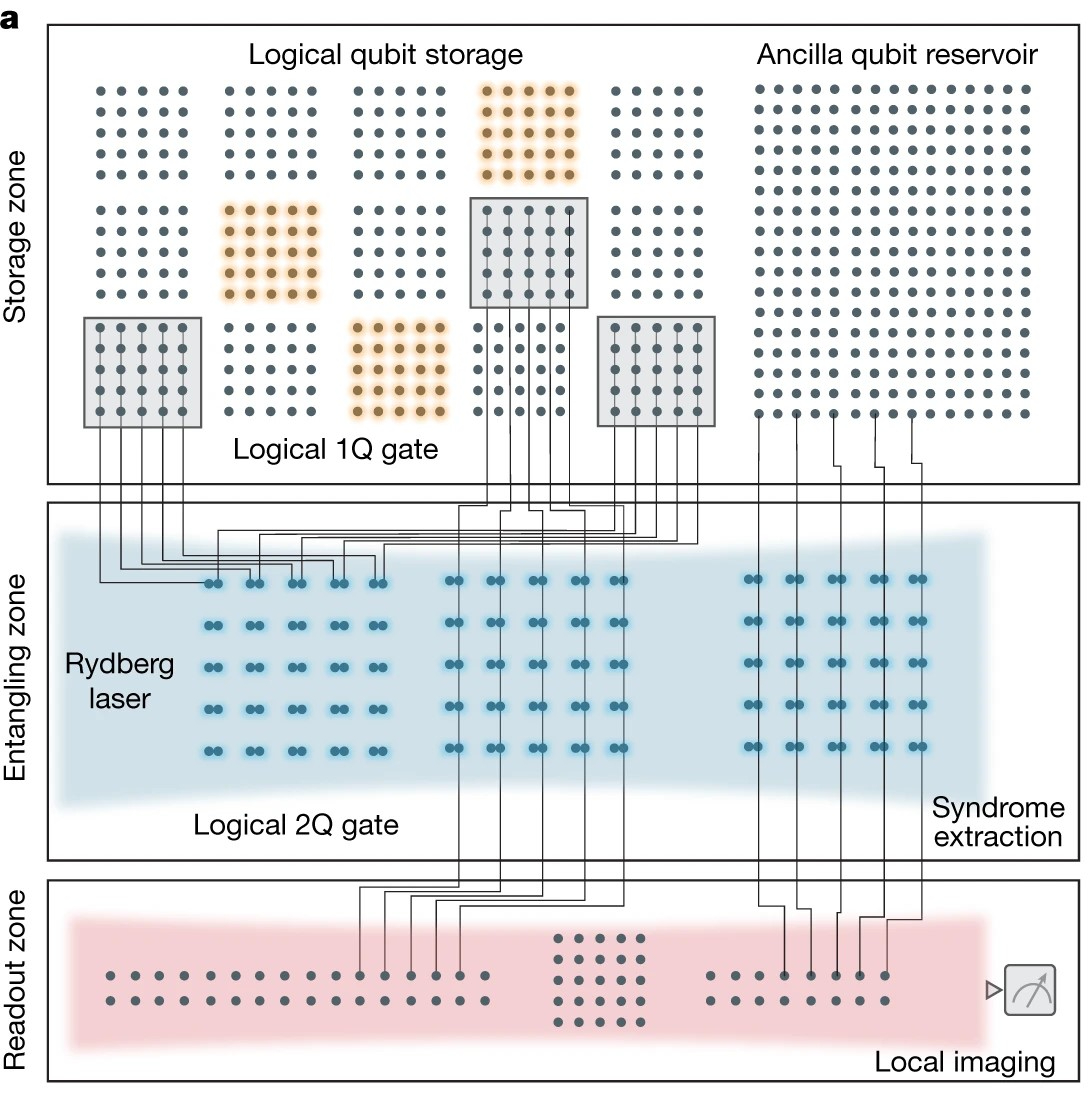 a
Logical qubit storage
Ancilla qubit reservoir
Storage zone
Logical 1Q gate
Entangling zone
Rydberg
laser
Logical 2Q gate
Syndrome
extraction
Readout zone
Local imaging